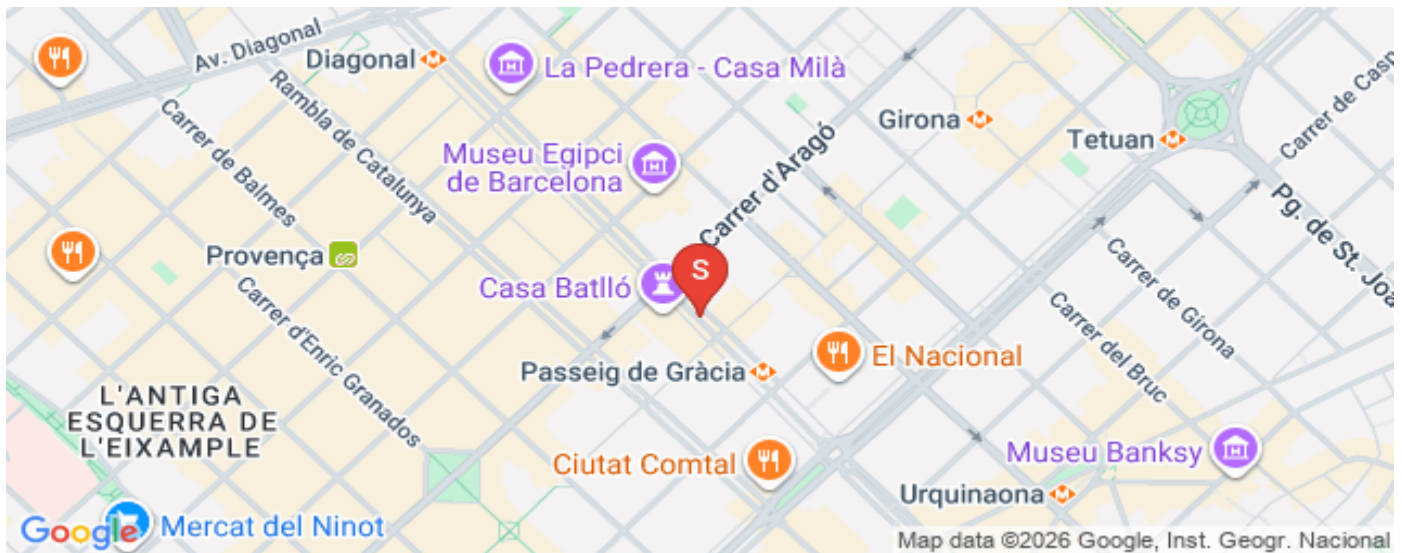 Av. Diagonal
Diagonal
La Pedrera - Casa Milà
Carrer de Casp
Rambla de Catalunya
Carrer de Balmes
Girona
Tetuan
Museu Egipci
de Barcelona
Carrer d'Aragó
Pg. de St. Joa
Provença
Casa Batlló
S
Carrer de Girona
Carrer d'Enric Granados
Carrer del Bruc
Passeig de Gràcia
El Nacional
L'ANTIGA
ESQUERRA DE
L'EIXAMPLE
Ciutat Comtal
Museu Banksy
Urquinaona
Google
Mercat del Ninot
Map data ©2026 Google, Inst. Geogr. Nacional